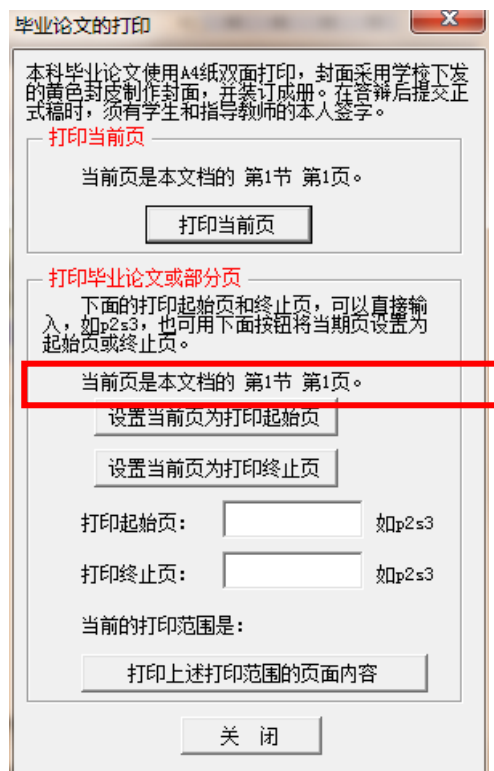 毕业论文的打印
本科毕业论文使用A4纸双面打印，封面采用学校下发
的黄色封皮制作封面，并装订成册。在答辩后提交正
式稿时，须有学生和指导教师的本人签字。
打印当前页
当前页是本文档的 第1节 第1页。
打印当前页
打印毕业论文或部分页
下面的打印起始页和终止页，可以直接输
入，如p2s3，也可用下面按钮将当期页设置为
起始页或终止页。
当前页是本文档的 第1节 第1页。
设置当前页为打印起始页
设置当前页为打印终止页
打印起始页： 如p2s3
打印终止页： 如p2s3
当前的打印范围是：
打印上述打印范围的页面内容
关 闭